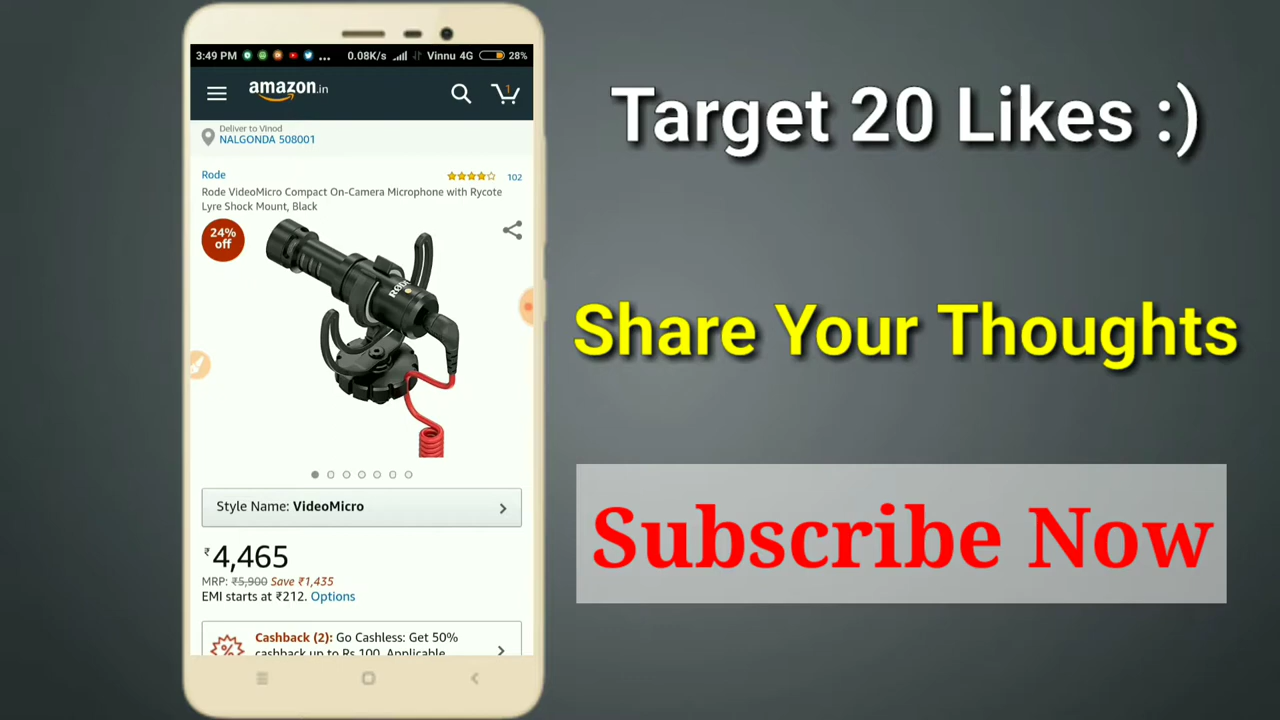 3:49 PM ... 0.08K/s Vinnu 4G 28%
amazon.in
1
Deliver to Vinod
NALGONDA 508001
Rode
102
Rode VideoMicro Compact On-Camera Microphone with Rycote
Lyre Shock Mount, Black
24%
off
RØDE
Style Name: VideoMicro
₹4,465
MRP: ₹5,900 Save ₹1,435
EMI starts at ₹212. Options
Cashback (2): Go Cashless: Get 50%
cashback up to Rs 100. Applicable
Target 20 Likes :)
Share Your Thoughts
Subscribe Now